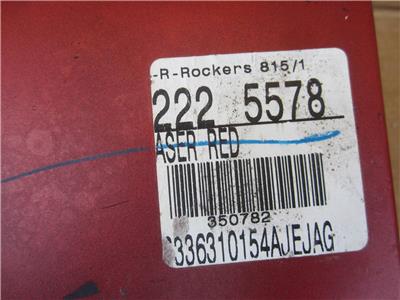 -R-Rockers 815/1
222 5578
ASER RED
350782
336310154AJEJAG